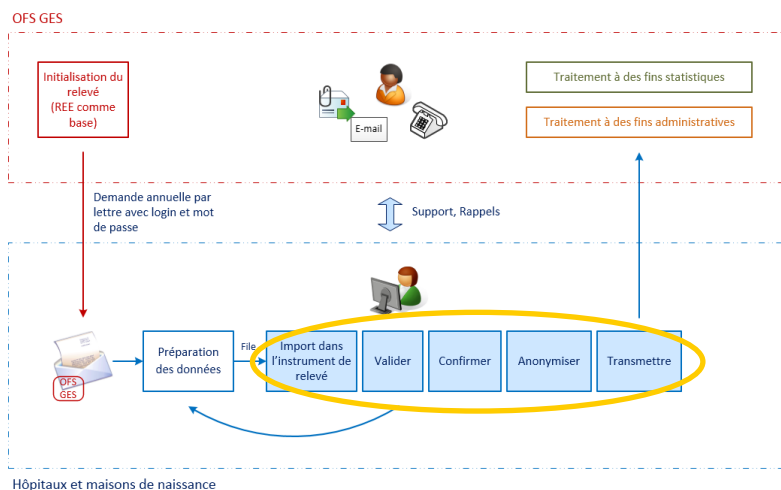 OFS GES
Initialisation du
relevé
(REE comme
base)
E-mail
Traitement à des fins statistiques
Traitement à des fins administratives
Demande annuelle par
lettre avec login et mot
de passe
Support, Rappels
OFS
GES
Préparation
des données
File
Import dans
l'instrument de
relevé
Valider
Confirmer
Anonymiser
Transmettre
Hôpitaux et maisons de naissance